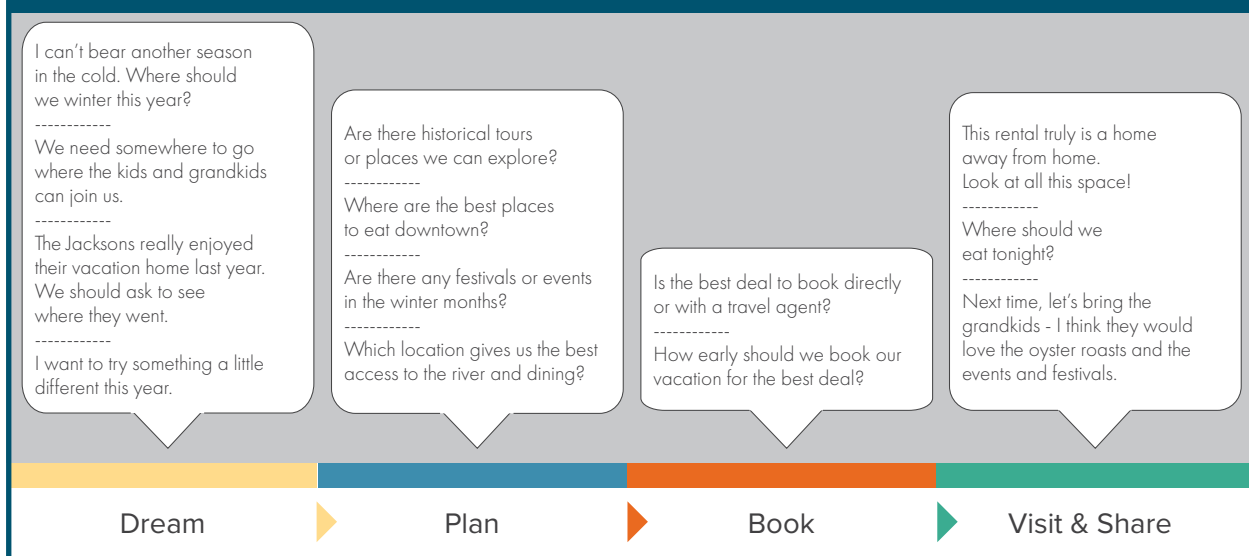 I can't bear another season
in the cold. Where should
we winter this year?
------------
We need somewhere to go
where the kids and grandkids
can join us.
------------
The Jacksons really enjoyed
their vacation home last year.
We should ask to see
where they went.
------------
I want to try something a little
different this year.
Are there historical tours
or places we can explore?
------------
Where are the best places
to eat downtown?
------------
Are there any festivals or events
in the winter months?
------------
Which location gives us the best
access to the river and dining?
Is the best deal to book directly
or with a travel agent?
------------
How early should we book our
vacation for the best deal?
This rental truly is a home
away from home.
Look at all this space!
------------
Where should we
eat tonight?
------------
Next time, let's bring the
grandkids - I think they would
love the oyster roasts and the
events and festivals.
Dream
Plan
Book
Visit & Share